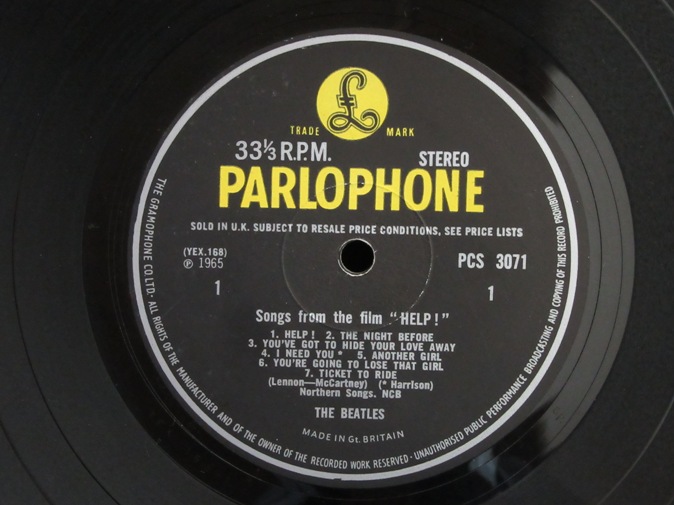 £
TRADE MARK
33⅓ R.P.M. STEREO
PARLOPHONE
SOLD IN U.K. SUBJECT TO RESALE PRICE CONDITIONS, SEE PRICE LISTS
(YEX.168)
℗ 1965
PCS 3071
1 1
Songs from the film "HELP!"
1. HELP! 2. THE NIGHT BEFORE
3. YOU'VE GOT TO HIDE YOUR LOVE AWAY
4. I NEED YOU * 5. ANOTHER GIRL
6. YOU'RE GOING TO LOSE THAT GIRL
7. TICKET TO RIDE
(Lennon—McCartney) (* Harrison)
Northern Songs. NCB
THE BEATLES
MADE IN Gt. BRITAIN
THE GRAMOPHONE CO. LTD. · ALL RIGHTS OF THE MANUFACTURER AND OF THE OWNER OF THE RECORDED WORK RESERVED · UNAUTHORISED PUBLIC PERFORMANCE BROADCASTING AND COPYING OF THIS RECORD PROHIBITED